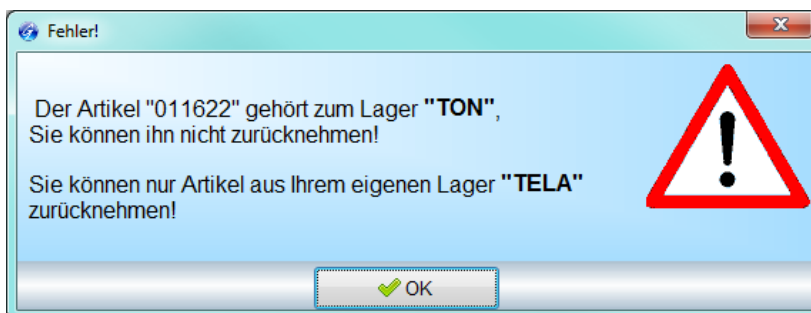 Fehler!
Der Artikel "011622" gehört zum Lager "TON",
Sie können ihn nicht zurücknehmen!
Sie können nur Artikel aus Ihrem eigenen Lager "TELA"
zurücknehmen!
OK